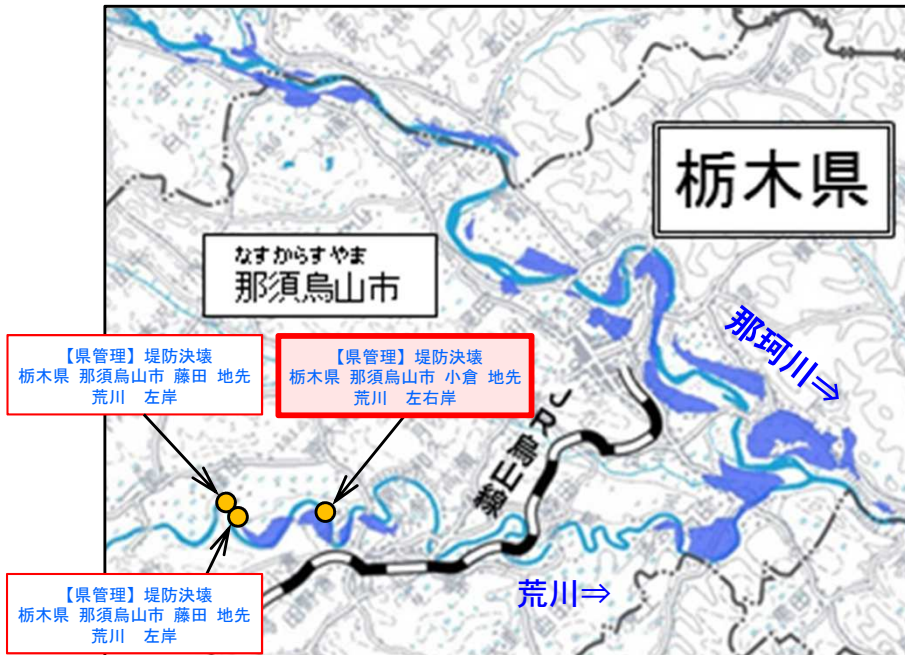 栃木県
なすからすやま
那須烏山市
那珂川⇒
【県管理】堤防決壊
栃木県 那須烏山市 藤田 地先
荒川 左岸
【県管理】堤防決壊
栃木県 那須烏山市 小倉 地先
荒川 左右岸
JR烏山線
【県管理】堤防決壊
栃木県 那須烏山市 藤田 地先
荒川 左岸
荒川⇒